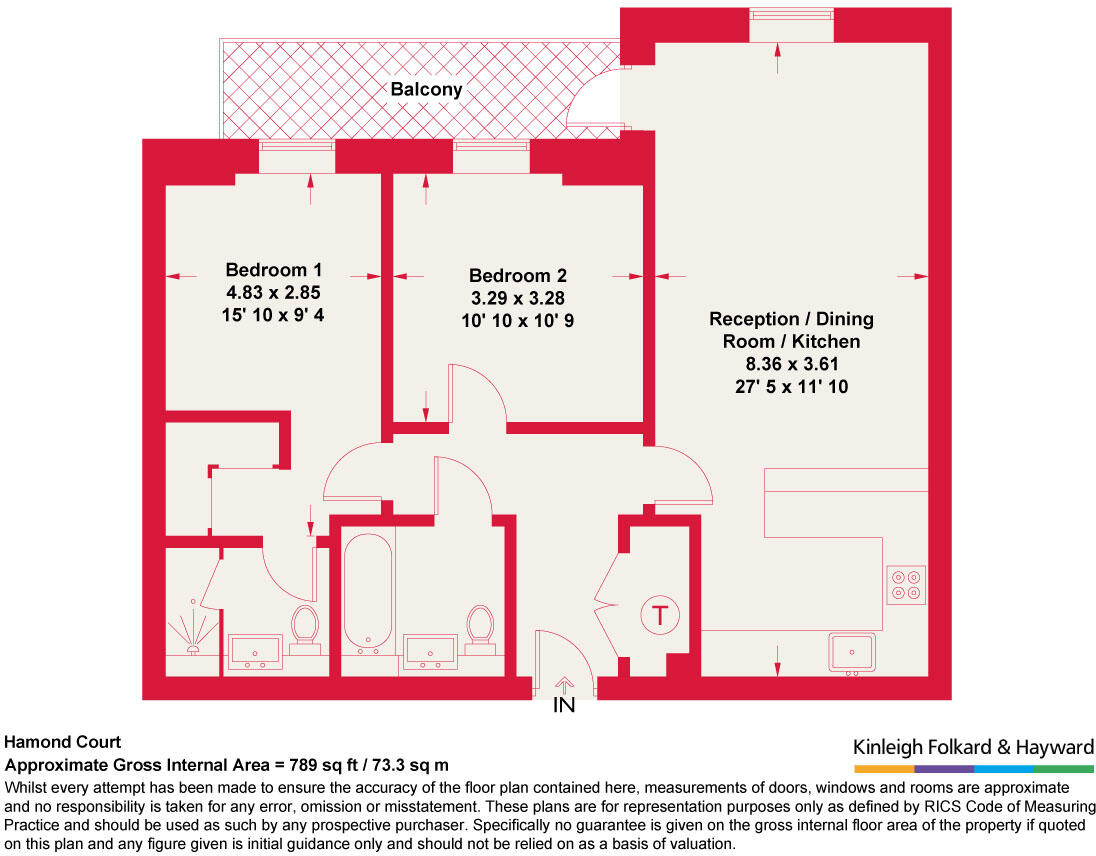 Balcony
Bedroom 1
4.83 x 2.85
15' 10 x 9' 4
Bedroom 2
3.29 x 3.28
10' 10 x 10' 9
Reception / Dining
Room / Kitchen
8.36 x 3.61
27' 5 x 11' 10
T
IN
Hamond Court
Approximate Gross Internal Area = 789 sq ft / 73.3 sq m
Kinleigh Folkard & Hayward
Whilst every attempt has been made to ensure the accuracy of the floor plan contained here, measurements of doors, windows and rooms are approximate
and no responsibility is taken for any error, omission or misstatement. These plans are for representation purposes only as defined by RICS Code of Measuring
Practice and should be used as such by any prospective purchaser. Specifically no guarantee is given on the gross internal floor area of the property if quoted
on this plan and any figure given is initial guidance only and should not be relied on as a basis of valuation.